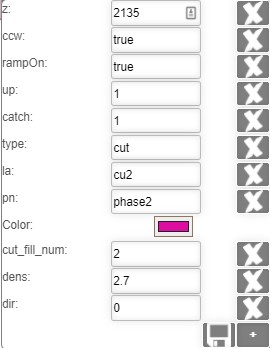 z: 2135
ccw: true
rampOn: true
up: 1
catch: 1
type: cut
la: cu2
pn: phase2
Color:
cut_fill_num: 2
dens: 2.7
dir: 0
+